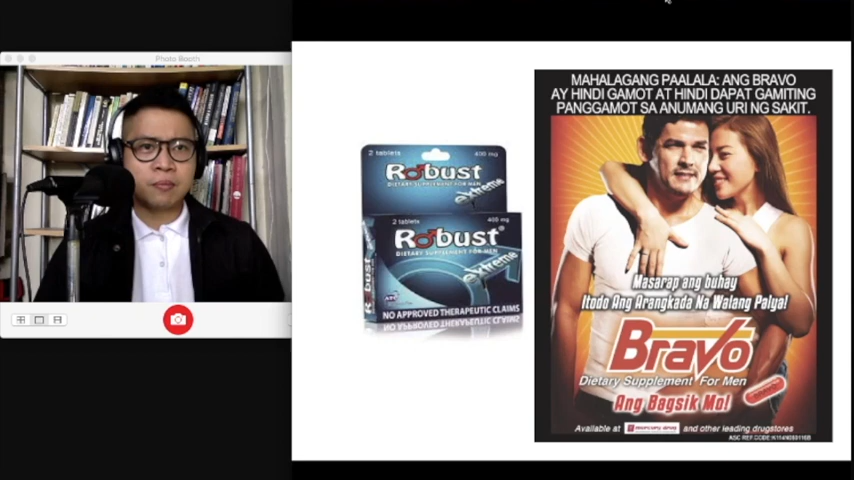 Photo Booth
2 tablets 400 mg
Robust
DIETARY SUPPLEMENT FOR MEN
extreme
2 tablets 400 mg
Robust
DIETARY SUPPLEMENT FOR MEN
extreme
Robust
NO APPROVED THERAPEUTIC CLAIMS
MAHALAGANG PAALALA: ANG BRAVO
AY HINDI GAMOT AT HINDI DAPAT GAMITING
PANGGAMOT SA ANUMANG URI NG SAKIT.
Masarap ang buhay
Itodo Ang Arangkada Na Walang Palya!
Bravo
Dietary Supplement For Men
Ang Bagsik Mo!
Available at mercury drug and other leading drugstores